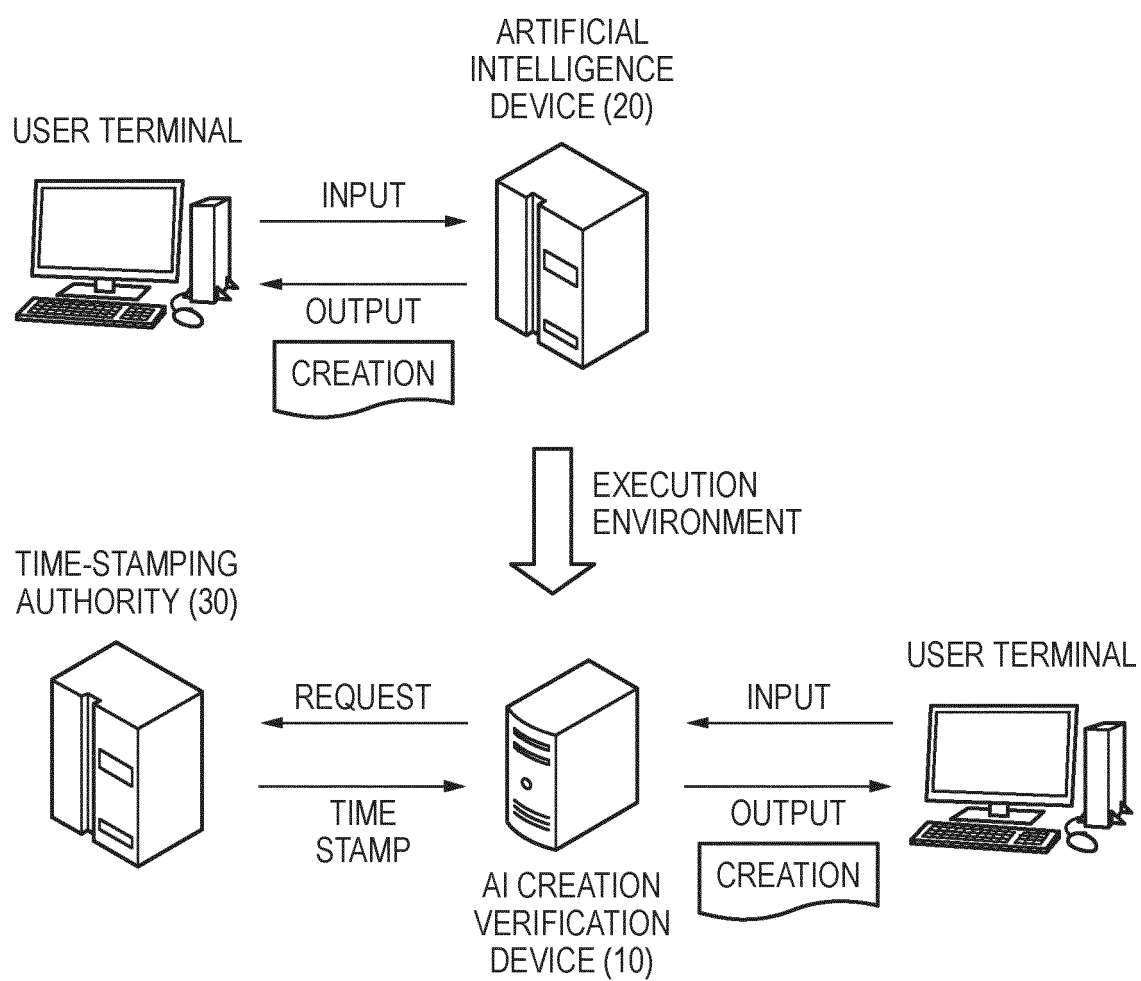 ARTIFICIAL
INTELLIGENCE
DEVICE (20)
USER TERMINAL
INPUT
OUTPUT
CREATION
EXECUTION
ENVIRONMENT
TIME-STAMPING
AUTHORITY (30)
USER TERMINAL
REQUEST
INPUT
TIME
STAMP
OUTPUT
CREATION
AI CREATION
VERIFICATION
DEVICE (10)